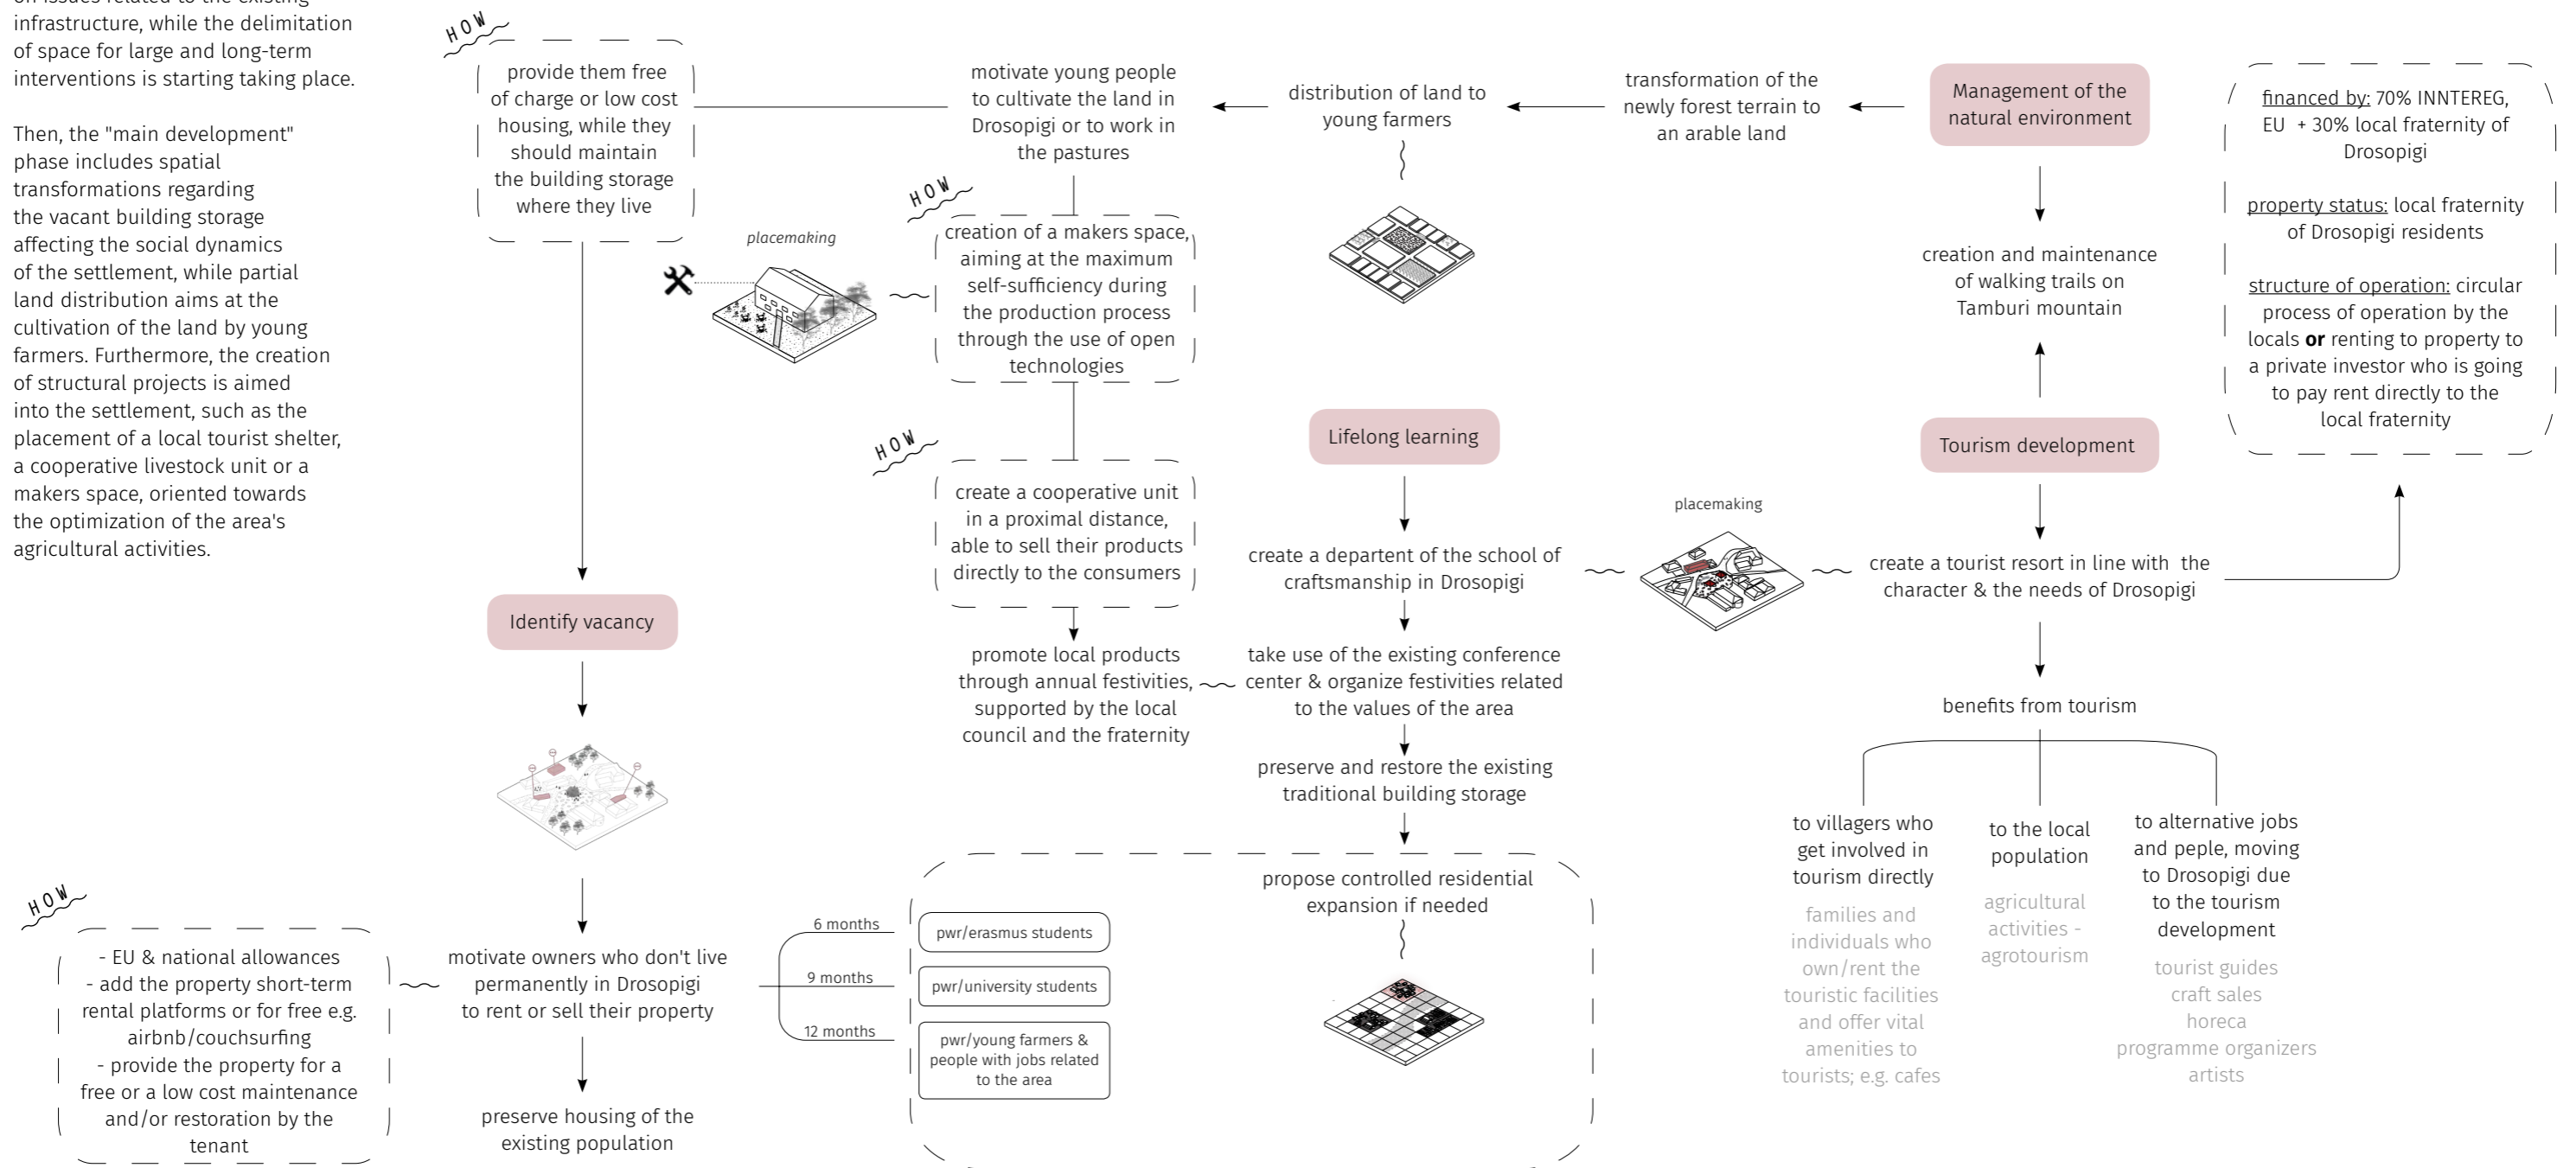 on issues related to the existing
infrastructure, while the delimitation
of space for large and long-term
interventions is starting taking place.
Then, the "main development"
phase includes spatial
transformations regarding
the vacant building storage
affecting the social dynamics
of the settlement, while partial
land distribution aims at the
cultivation of the land by young
farmers. Furthermore, the creation
of structural projects is aimed
into the settlement, such as the
placement of a local tourist shelter,
a cooperative livestock unit or a
makers space, oriented towards
the optimization of the area's
agricultural activities.
HOW
provide them free
of charge or low cost
housing, while they
should maintain
the building storage
where they live
motivate young people
to cultivate the land in
Drosopigi or to work in
the pastures
distribution of land to
young farmers
transformation of the
newly forest terrain to
an arable land
Management of the
natural environment
financed by: 70% INNTEREG,
EU + 30% local fraternity of
Drosopigi
property status: local fraternity
of Drosopigi residents
structure of operation: circular
process of operation by the
locals or renting to property to
a private investor who is going
to pay rent directly to the
local fraternity
HOW
placemaking
creation of a makers space,
aiming at the maximum
self-sufficiency during
the production process
through the use of open
technologies
creation and maintenance
of walking trails on
Tamburi mountain
HOW
create a cooperative unit
in a proximal distance,
able to sell their products
directly to the consumers
promote local products
through annual festivities,
supported by the local
council and the fraternity
Lifelong learning
create a departent of the school of
craftsmanship in Drosopigi
take use of the existing conference
center & organize festivities related
to the values of the area
preserve and restore the existing
traditional building storage
propose controlled residential
expansion if needed
placemaking
Tourism development
create a tourist resort in line with the
character & the needs of Drosopigi
benefits from tourism
to villagers who
get involved in
tourism directly
families and
individuals who
own/rent the
touristic facilities
and offer vital
amenities to
tourists; e.g. cafes
to the local
population
agricultural
activities -
agrotourism
to alternative jobs
and peple, moving
to Drosopigi due
to the tourism
development
tourist guides
craft sales
horeca
programme organizers
artists
Identify vacancy
HOW
- EU & national allowances
- add the property short-term
rental platforms or for free e.g.
airbnb/couchsurfing
- provide the property for a
free or a low cost maintenance
and/or restoration by the
tenant
motivate owners who don't live
permanently in Drosopigi
to rent or sell their property
preserve housing of the
existing population
6 months
pwr/erasmus students
9 months
pwr/university students
12 months
pwr/young farmers &
people with jobs related
to the area